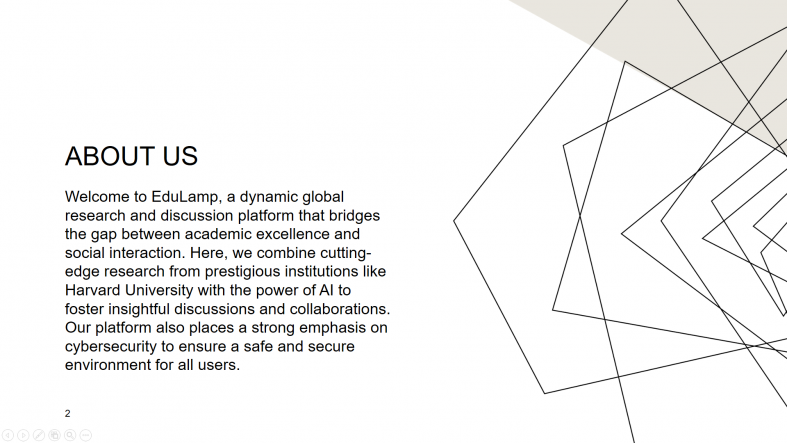 ABOUT US
Welcome to EduLamp, a dynamic global
research and discussion platform that bridges
the gap between academic excellence and
social interaction. Here, we combine cutting-
edge research from prestigious institutions like
Harvard University with the power of AI to
foster insightful discussions and collaborations.
Our platform also places a strong emphasis on
cybersecurity to ensure a safe and secure
environment for all users.
2